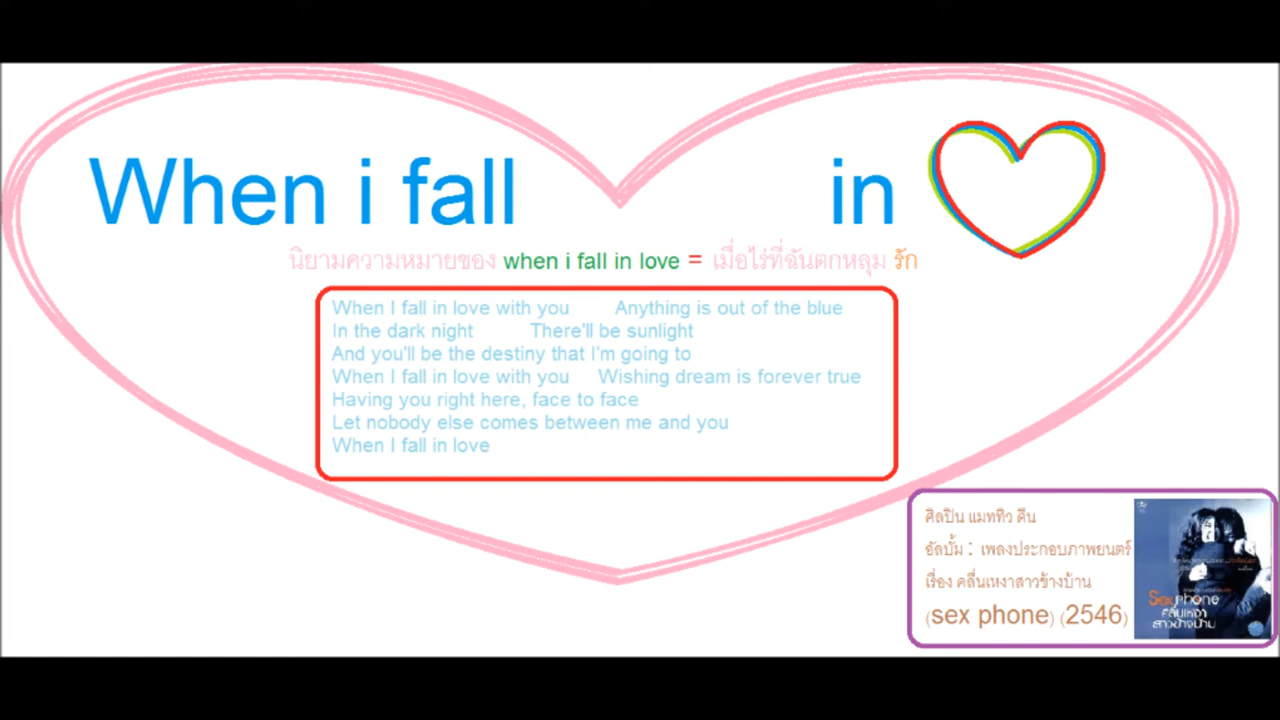 When i fall in
นิยามความหมายของ when i fall in love = เมื่อไร่ที่ฉันตกหลุม รัก
When I fall in love with you Anything is out of the blue
In the dark night There'll be sunlight
And you'll be the destiny that I'm going to
When I fall in love with you Wishing dream is forever true
Having you right here, face to face
Let nobody else comes between me and you
When I fall in love
ศิลปิน แมททิว ดีน
อัลบั้ม : เพลงประกอบภาพยนตร์
เรื่อง คลื่นเหงาสาวข้างบ้าน
(sex phone) (2546)
Sex phone
คลื่นเหงา
สาวข้างบ้าน